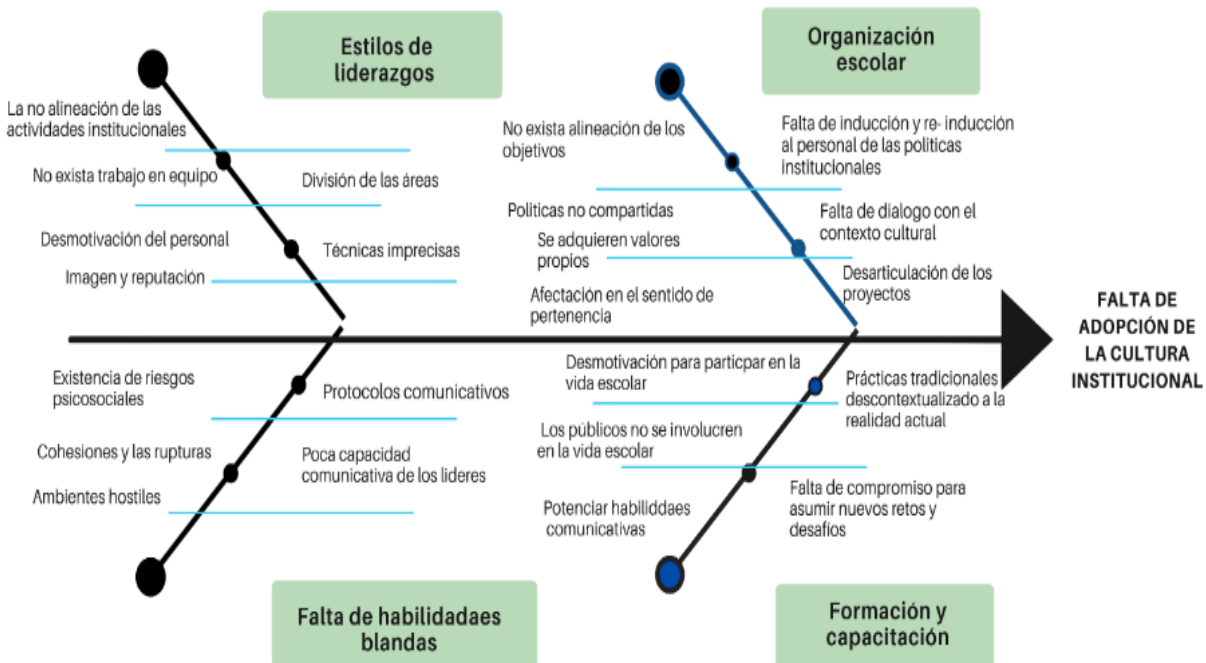 Estilos de
liderazgos
Organización
escolar
La no alineación de las
actividades institucionales
No exista trabajo en equipo
División de las áreas
Desmotivación del personal
Técnicas imprecisas
Imagen y reputación
No exista alineación de los
objetivos
Falta de inducción y re- inducción
al personal de las politicas
institucionales
Politicas no compartidas
Falta de dialogo con el
contexto cultural
Se adquieren valores
propios
Desarticulación de los
proyectos
Afectación en el sentido de
pertenencia
FALTA DE
ADOPCIÓN DE
LA CULTURA
INSTITUCIONAL
Existencia de riesgos
psicosociales
Protocolos comunicativos
Cohesiones y las rupturas
Poca capacidad
comunicativa de los lideres
Ambientes hostiles
Desmotivación para particpar en la
vida escolar
Prácticas tradicionales
descontextualizado a la
realidad actual
Los públicos no se involucren
en la vida escolar
Potenciar habiliddaes
comunicativas
Falta de compromiso para
asumir nuevos retos y
desafíos
Falta de habilidadaes
blandas
Formación y
capacitación